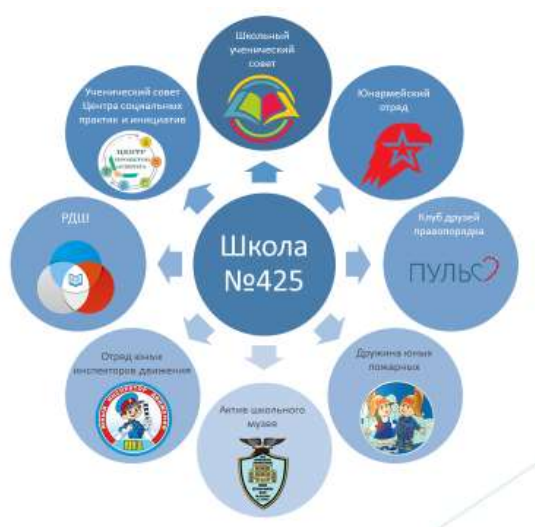 Школьный
ученический
совет
Юнармейский
отряд
Клуб друзей
правопорядка
ПУЛЬС
Дружина юных
пожарных
Актив школьного
музея
Отряд юных
инспекторов движения
РДШ
Ученический совет
Центра социальных
практик и инициатив
ЦЕНТР
Школа
№425